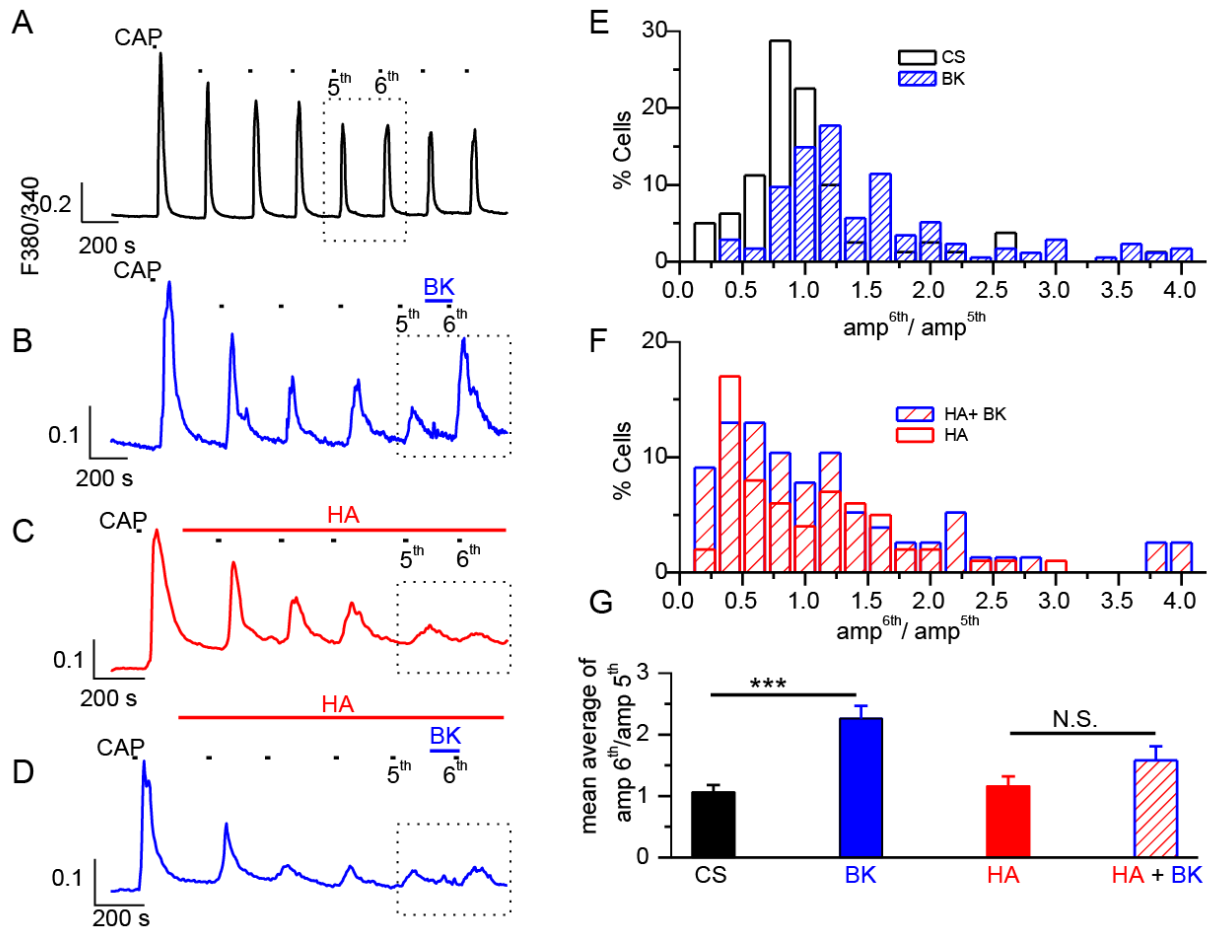 A
CAP
5th
6th
F380/340
0.2
200 s
B
CAP
BK
5th
6th
0.1
200 s
C
CAP
HA
5th
6th
0.1
200 s
D
HA
CAP
BK
5th
6th
0.1
200 s
E
% Cells
30
20
10
0
CS
BK
0.0 0.5 1.0 1.5 2.0 2.5 3.0 3.5 4.0
amp6th/ amp5th
F
% Cells
20
10
0
HA+ BK
HA
0.0 0.5 1.0 1.5 2.0 2.5 3.0 3.5 4.0
amp6th/ amp5th
G
mean average of
amp 6th/amp 5th
3
2
1
0
***
N.S.
CS BK HA HA + BK